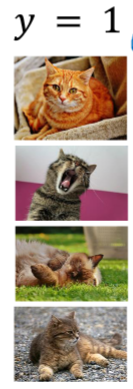 y = 1